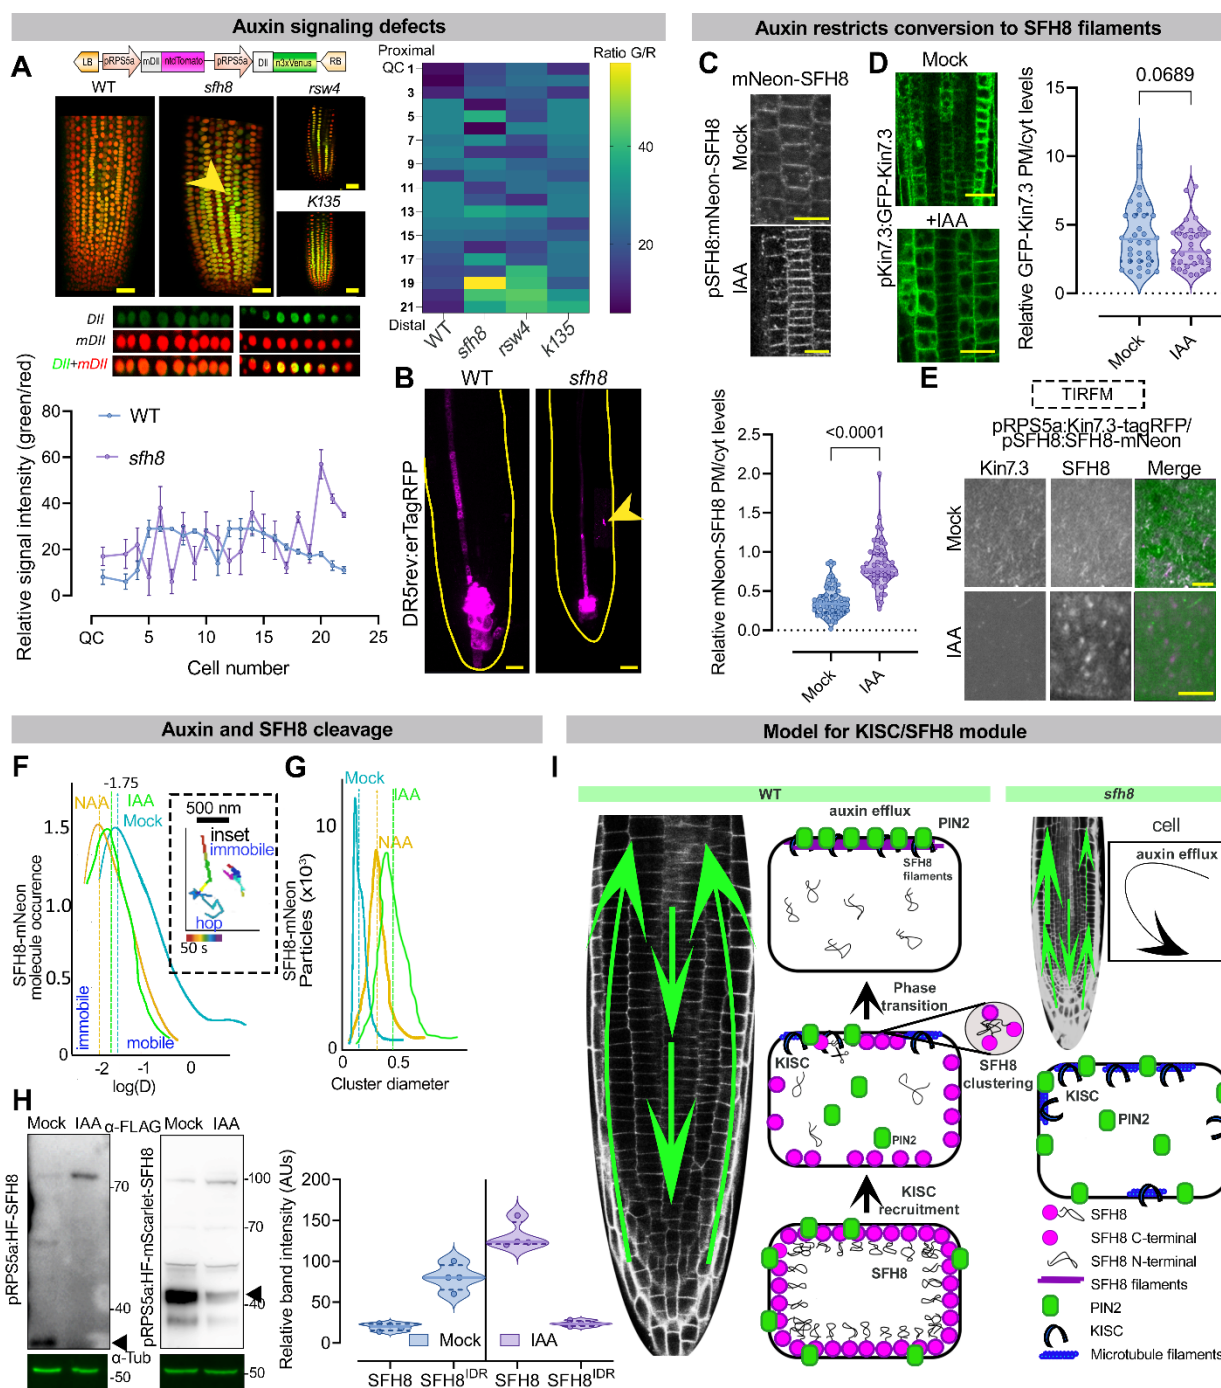 Auxin signaling defects
Auxin restricts conversion to SFH8 filaments
A
LB
pRPS5a
mDII
ntdTomato
pRPS5a
DII
n3xVenus
RB
WT
sfh8
rsw4
K135
DII
mDII
DII+mDII
Proximal
QC 1
3
5
7
9
11
13
15
17
19
21
Distal
WT
sfh8
rsw4
k135
Ratio G/R
40
20
Relative signal intensity (green/red)
80
60
40
20
0
WT
sfh8
QC
5
10
15
20
25
Cell number
B
WT
sfh8
DR5rev:erTagRFP
C
mNeon-SFH8
pSFH8:mNeon-SFH8
Mock
IAA
Relative mNeon-SFH8 PM/cyt levels
2.5
2.0
1.5
1.0
0.5
0.0
<0.0001
Mock
IAA
D
Mock
+IAA
pKin7.3:GFP-Kin7.3
Relative GFP-Kin7.3 PM/cyt levels
15
10
5
0
0.0689
Mock
IAA
E
TIRFM
pRPS5a:Kin7.3-tagRFP/
pSFH8:SFH8-mNeon
Kin7.3
SFH8
Merge
Mock
IAA
Auxin and SFH8 cleavage
Model for KISC/SFH8 module
F
SFH8-mNeon
molecule occurence
1.5
1.0
0.5
0
-1.75
NAA
IAA
Mock
500 nm
inset
immobile
hop
50 s
immobile
mobile
-2
-1
0
log(D)
G
Mock
IAA
NAA
SFH8-mNeon
Particles (x10³)
10
0
0.5
Cluster diameter
H
Mock
IAA
α-FLAG
Mock
IAA
pRPS5a:HF-SFH8
-70
-40
α-Tub
-50
pRPS5a:HF-mScarlet-SFH8
-100
-70
-40
-50
Relative band intensity (AUs)
200
150
100
50
0
Mock
IAA
SFH8
SFH8IDR
SFH8
SFH8IDR
I
WT
sfh8
auxin efflux
PIN2
SFH8
filaments
Phase
transition
KISC
PIN2
SFH8
clustering
KISC
recruitment
SFH8
cell
auxin efflux
KISC
PIN2
SFH8
SFH8 C-terminal
SFH8 N-terminal
SFH8 filaments
PIN2
KISC
Microtubule filaments